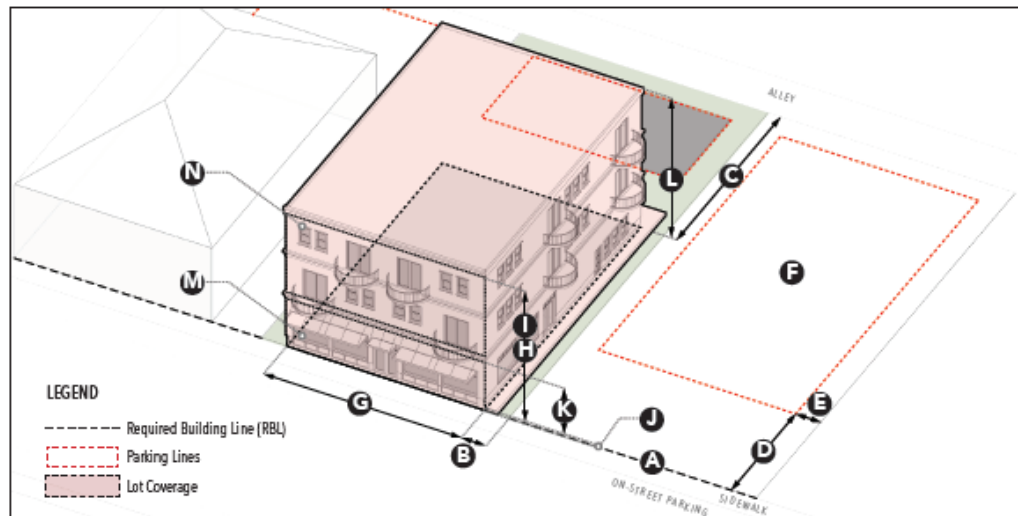 ALLEY
N
L
C
F
M
I
H
LEGEND
G
K
J
E
Required Building Line (RBL)
B
A
D
Parking Lines
ON-STREET PARKING
SIDEWALK
Lot Coverage